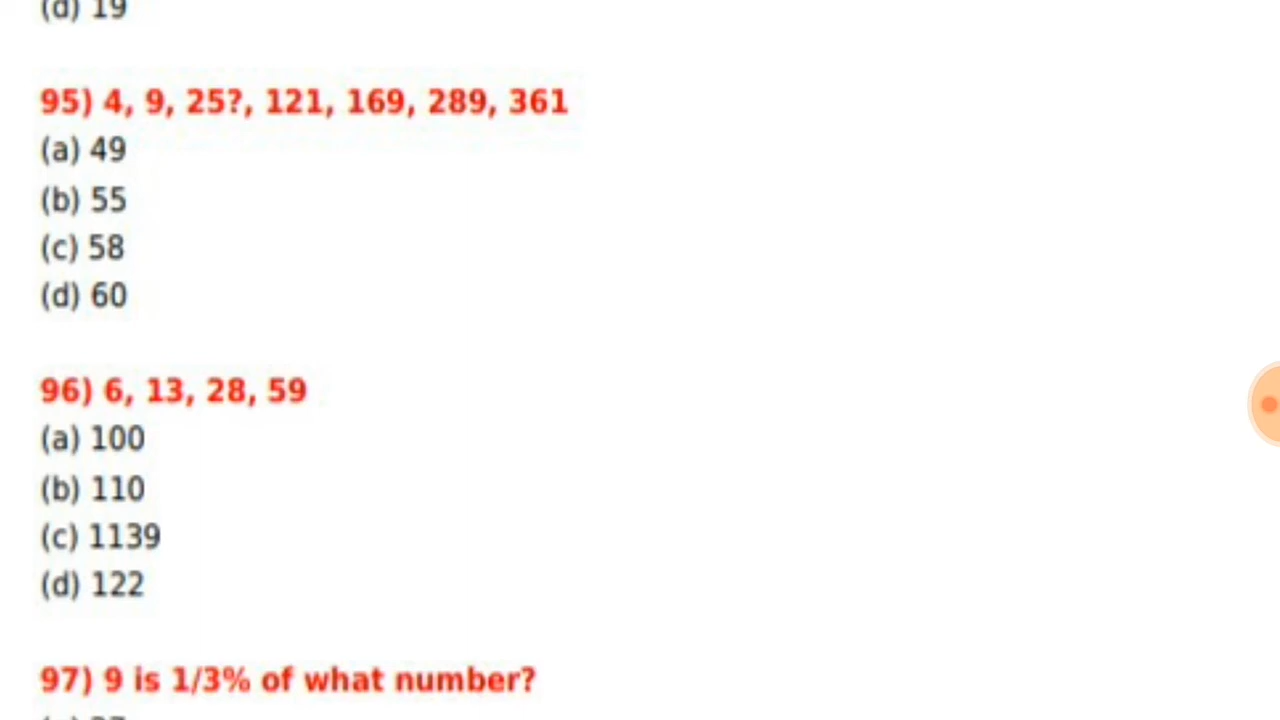 (d) 19
95) 4, 9, 25?, 121, 169, 289, 361
(a) 49
(b) 55
(c) 58
(d) 60
96) 6, 13, 28, 59
(a) 100
(b) 110
(c) 1139
(d) 122
97) 9 is 1/3% of what number?